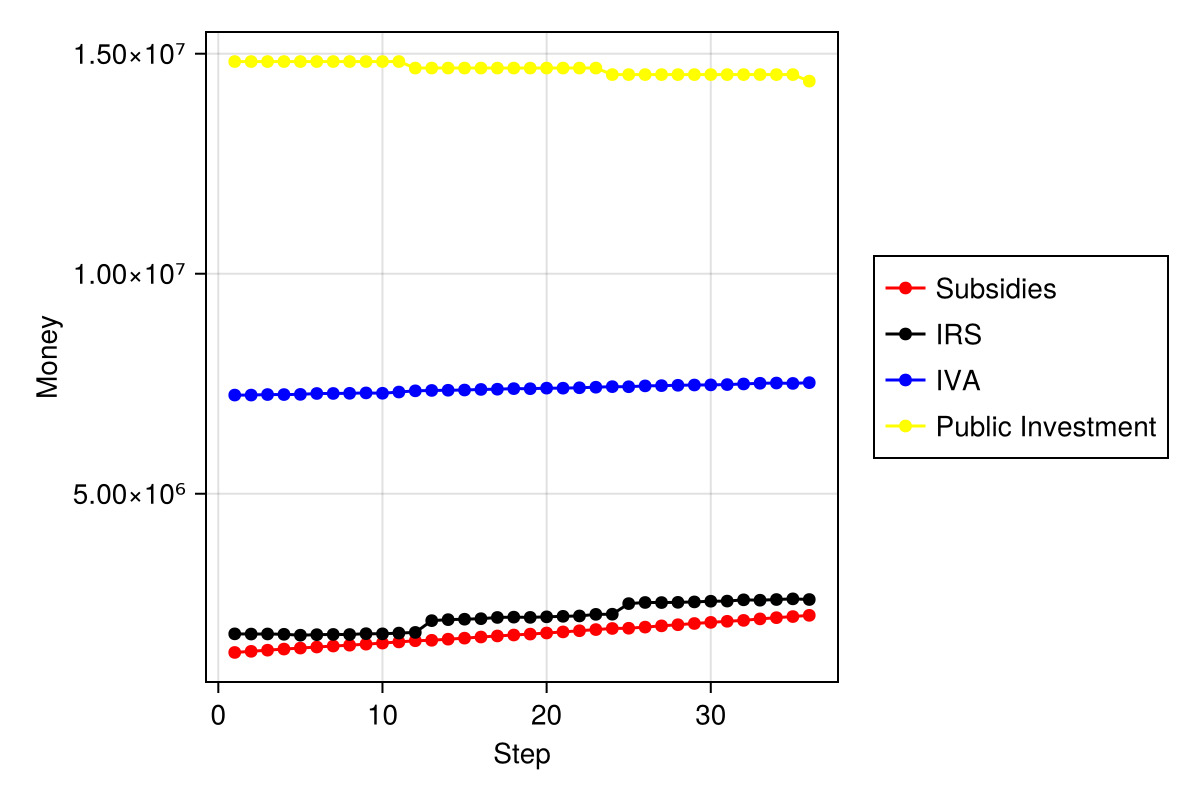 1.50×10⁷
1.00×10⁷
5.00×10⁶
Money
0 10 20 30
Step
Subsidies
IRS
IVA
Public Investment